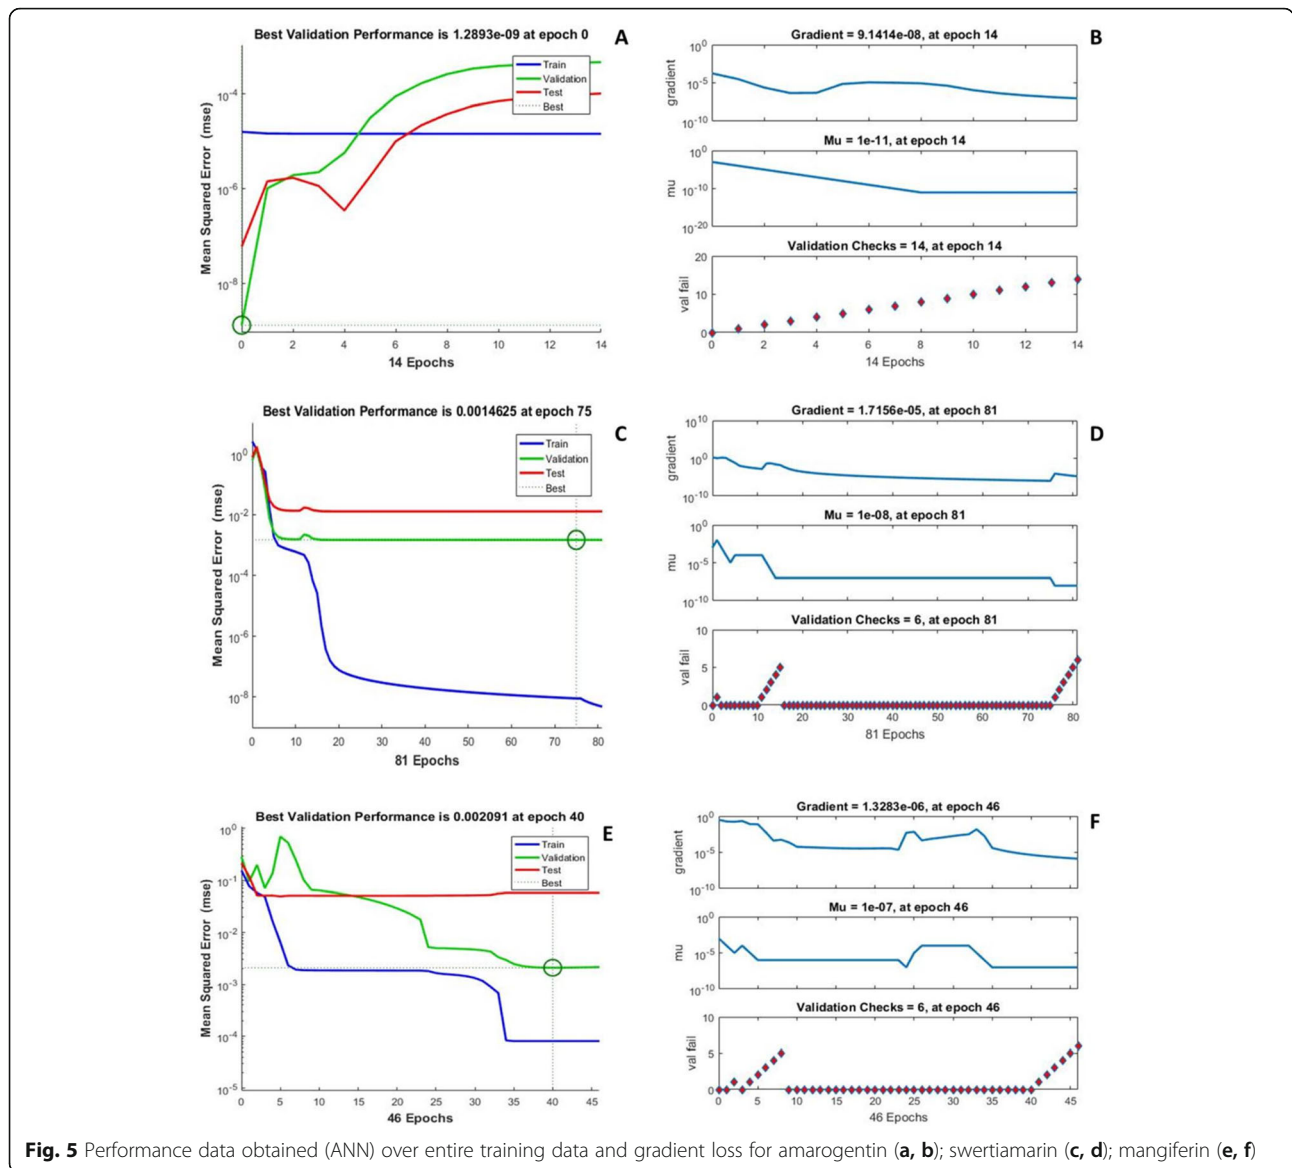 Best Validation Performance is 1.2893e-09 at epoch 0
A
Mean Squared Error (mse)
10^-4
10^-6
10^-8
Train
Validation
Test
Best
0 2 4 6 8 10 12 14
14 Epochs
Gradient = 9.1414e-08, at epoch 14
B
gradient
10^0
10^-5
10^-10
Mu = 1e-11, at epoch 14
mu
10^0
10^-10
10^-20
Validation Checks = 14, at epoch 14
val fail
20
10
0
0 2 4 6 8 10 12 14
14 Epochs
Best Validation Performance is 0.0014625 at epoch 75
C
Mean Squared Error (mse)
10^0
10^-2
10^-4
10^-6
10^-8
Train
Validation
Test
Best
0 10 20 30 40 50 60 70 80
81 Epochs
Gradient = 1.7156e-05, at epoch 81
D
gradient
10^10
10^0
10^-10
Mu = 1e-08, at epoch 81
mu
10^0
10^-5
10^-10
Validation Checks = 6, at epoch 81
val fail
10
5
0
0 10 20 30 40 50 60 70 80
81 Epochs
Best Validation Performance is 0.002091 at epoch 40
E
Mean Squared Error (mse)
10^0
10^-1
10^-2
10^-3
10^-4
10^-5
Train
Validation
Test
Best
0 5 10 15 20 25 30 35 40 45
46 Epochs
Gradient = 1.3283e-06, at epoch 46
F
gradient
10^0
10^-5
10^-10
Mu = 1e-07, at epoch 46
mu
10^0
10^-5
10^-10
Validation Checks = 6, at epoch 46
val fail
10
5
0
0 5 10 15 20 25 30 35 40 45
46 Epochs
Fig. 5 Performance data obtained (ANN) over entire training data and gradient loss for amarogentin (a, b); swertiamarin (c, d); mangiferin (e, f)